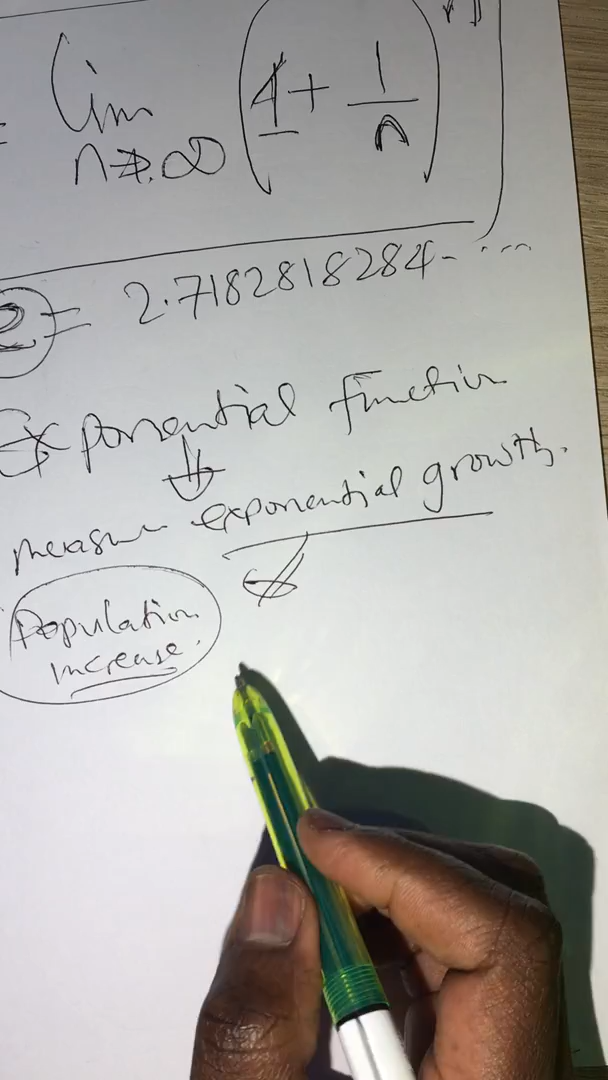 = lim n→∞ (1 + 1/n)^n
e = 2.7182818284- ....
Exponential function
measure exponential growth.
Population
increase.